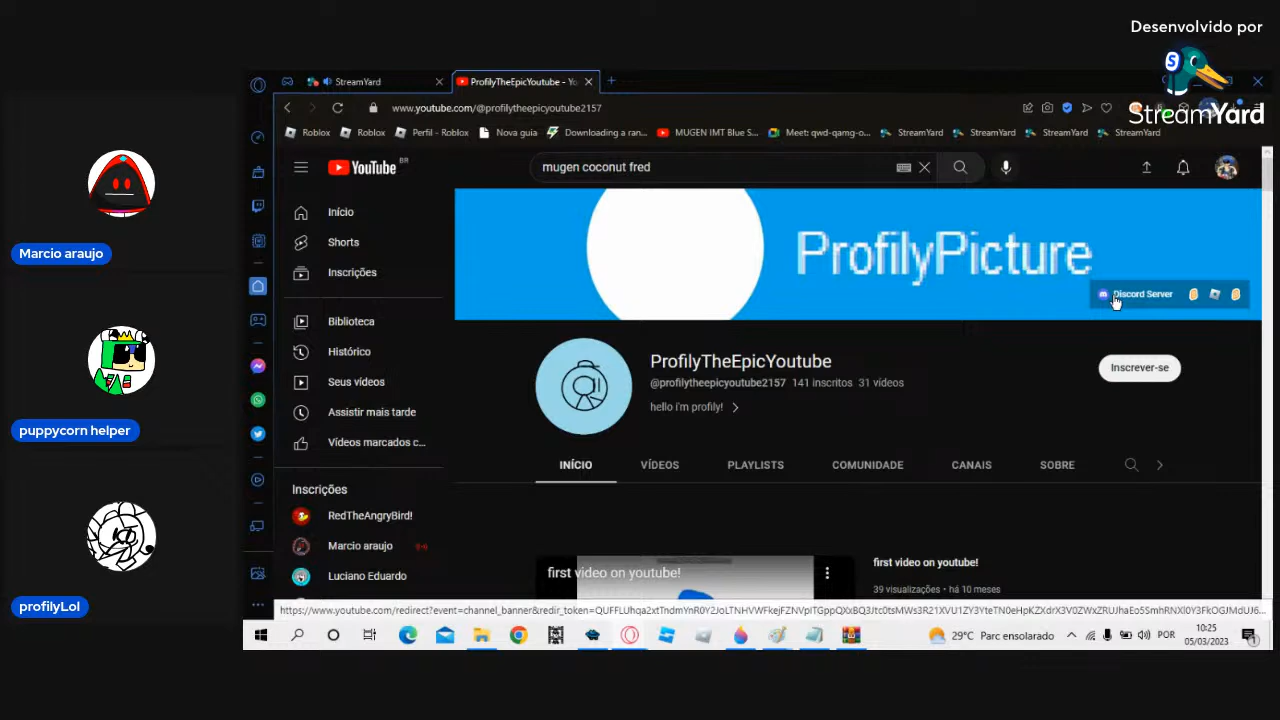 Desenvolvido por
StreamYard
StreamYard
ProfilyTheEpicYoutube - Yo
www.youtube.com/@profilytheepicyoutube2157
Roblox
Roblox
Perfil - Roblox
Nova guia
Downloading a ran...
MUGEN IMT Blue S...
Meet: qwd-qamg-o...
StreamYard
StreamYard
StreamYard
StreamYard
YouTube BR
mugen coconut fred
Início
Shorts
Inscrições
Biblioteca
Histórico
Seus vídeos
Assistir mais tarde
Vídeos marcados c...
Inscrições
RedTheAngryBird!
Marcio araujo
Luciano Eduardo
ProfilyPicture
Discord Server
ProfilyTheEpicYoutube
@profilytheepicyoutube2157 141 inscritos 31 vídeos
hello i'm profily!
Inscrever-se
INÍCIO
VÍDEOS
PLAYLISTS
COMUNIDADE
CANAIS
SOBRE
first video on youtube!
first video on youtube!
39 visualizações • há 10 meses
Marcio araujo
puppycorn helper
profilyLol
29°C Parc ensolarado
POR
10:25
05/03/2023